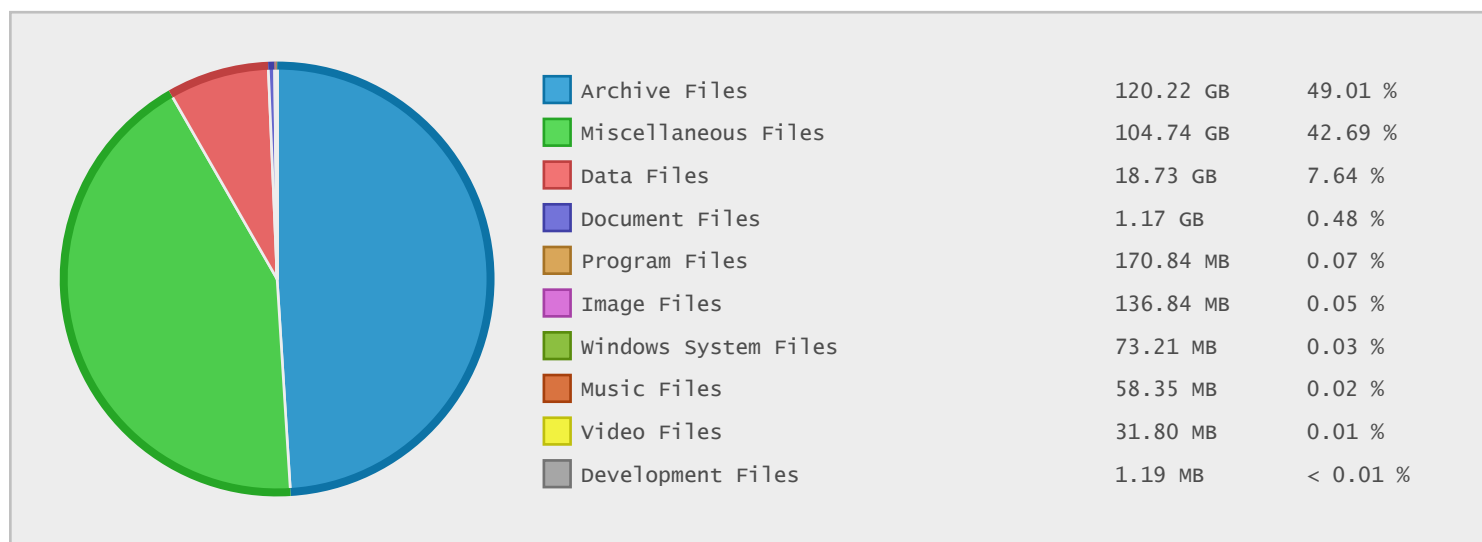 Archive Files 120.22 GB 49.01 %
Miscellaneous Files 104.74 GB 42.69 %
Data Files 18.73 GB 7.64 %
Document Files 1.17 GB 0.48 %
Program Files 170.84 MB 0.07 %
Image Files 136.84 MB 0.05 %
Windows System Files 73.21 MB 0.03 %
Music Files 58.35 MB 0.02 %
Video Files 31.80 MB 0.01 %
Development Files 1.19 MB < 0.01 %